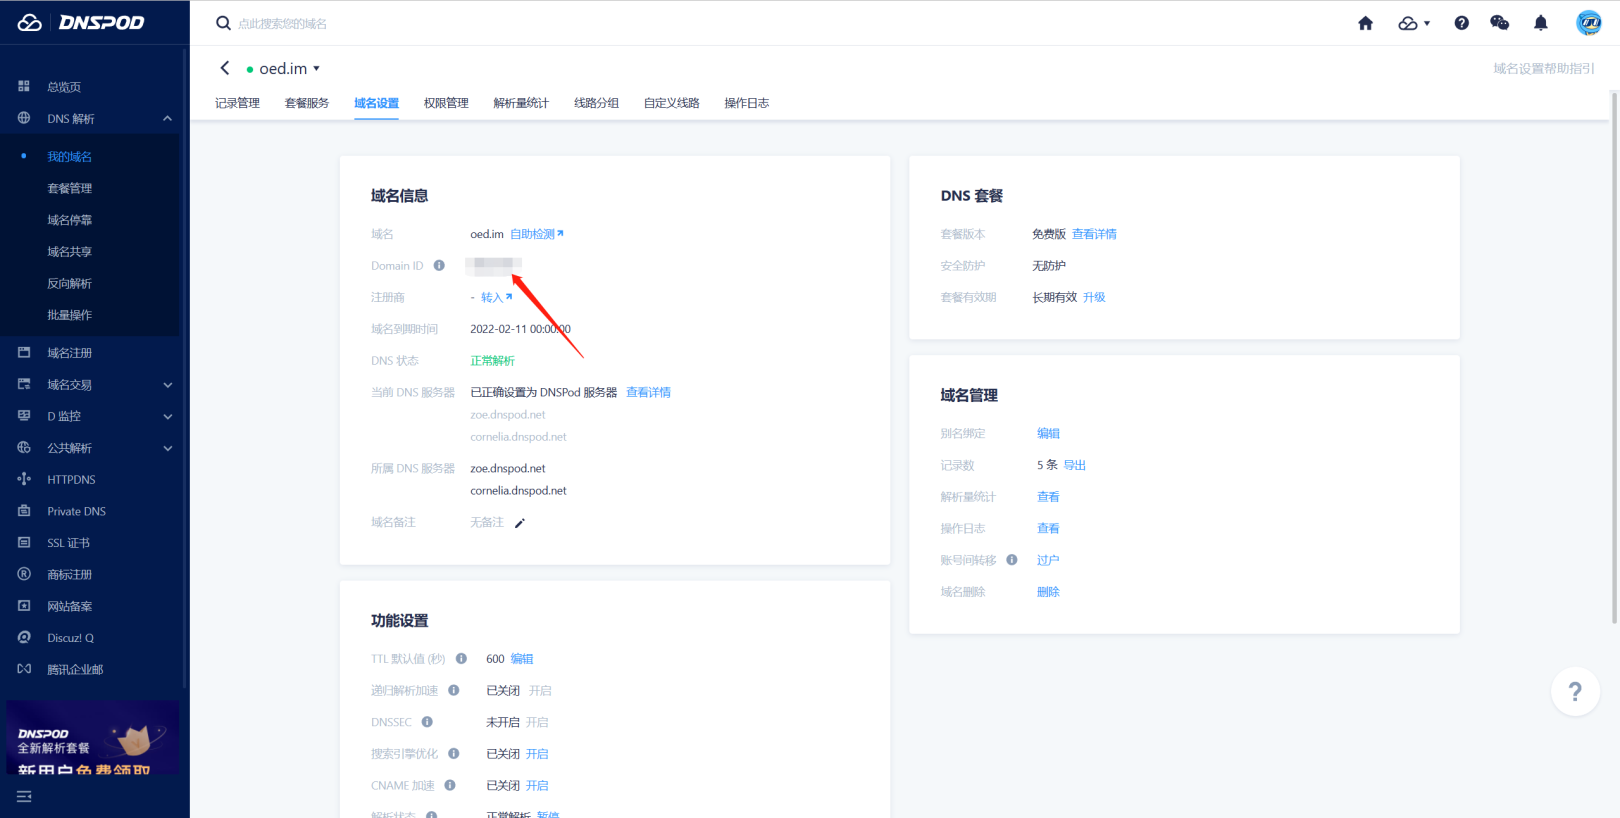 DNSPOD
点此搜索您的域名
oed.im
域名设置帮助指引
记录管理 套餐服务 域名设置 权限管理 解析量统计 线路分组 自定义线路 操作日志
总览页
DNS 解析
我的域名
套餐管理
域名停靠
域名共享
反向解析
批量操作
域名注册
域名交易
D 监控
公共解析
HTTPDNS
Private DNS
SSL 证书
商标注册
网站备案
Discuz! Q
腾讯企业邮
DNSPOD
全新解析套餐
新用户免费领取
域名信息
域名 oed.im 自助检测
Domain ID
注册商 - 转入
域名到期时间 2022-02-11 00:00:00
DNS 状态 正常解析
当前 DNS 服务器 已正确设置为 DNSPod 服务器 查看详情
zoe.dnspod.net
cornelia.dnspod.net
所属 DNS 服务器 zoe.dnspod.net
cornelia.dnspod.net
域名备注 无备注
功能设置
TTL 默认值 (秒) 600 编辑
递归解析加速 已关闭 开启
DNSSEC 未开启 开启
搜索引擎优化 已关闭 开启
CNAME 加速 已关闭 开启
解析状态 正常解析 暂停
DNS 套餐
套餐版本 免费版 查看详情
安全防护 无防护
套餐有效期 长期有效 升级
域名管理
别名绑定 编辑
记录数 5 条 导出
解析量统计 查看
操作日志 查看
账号间转移 过户
域名删除 删除
?